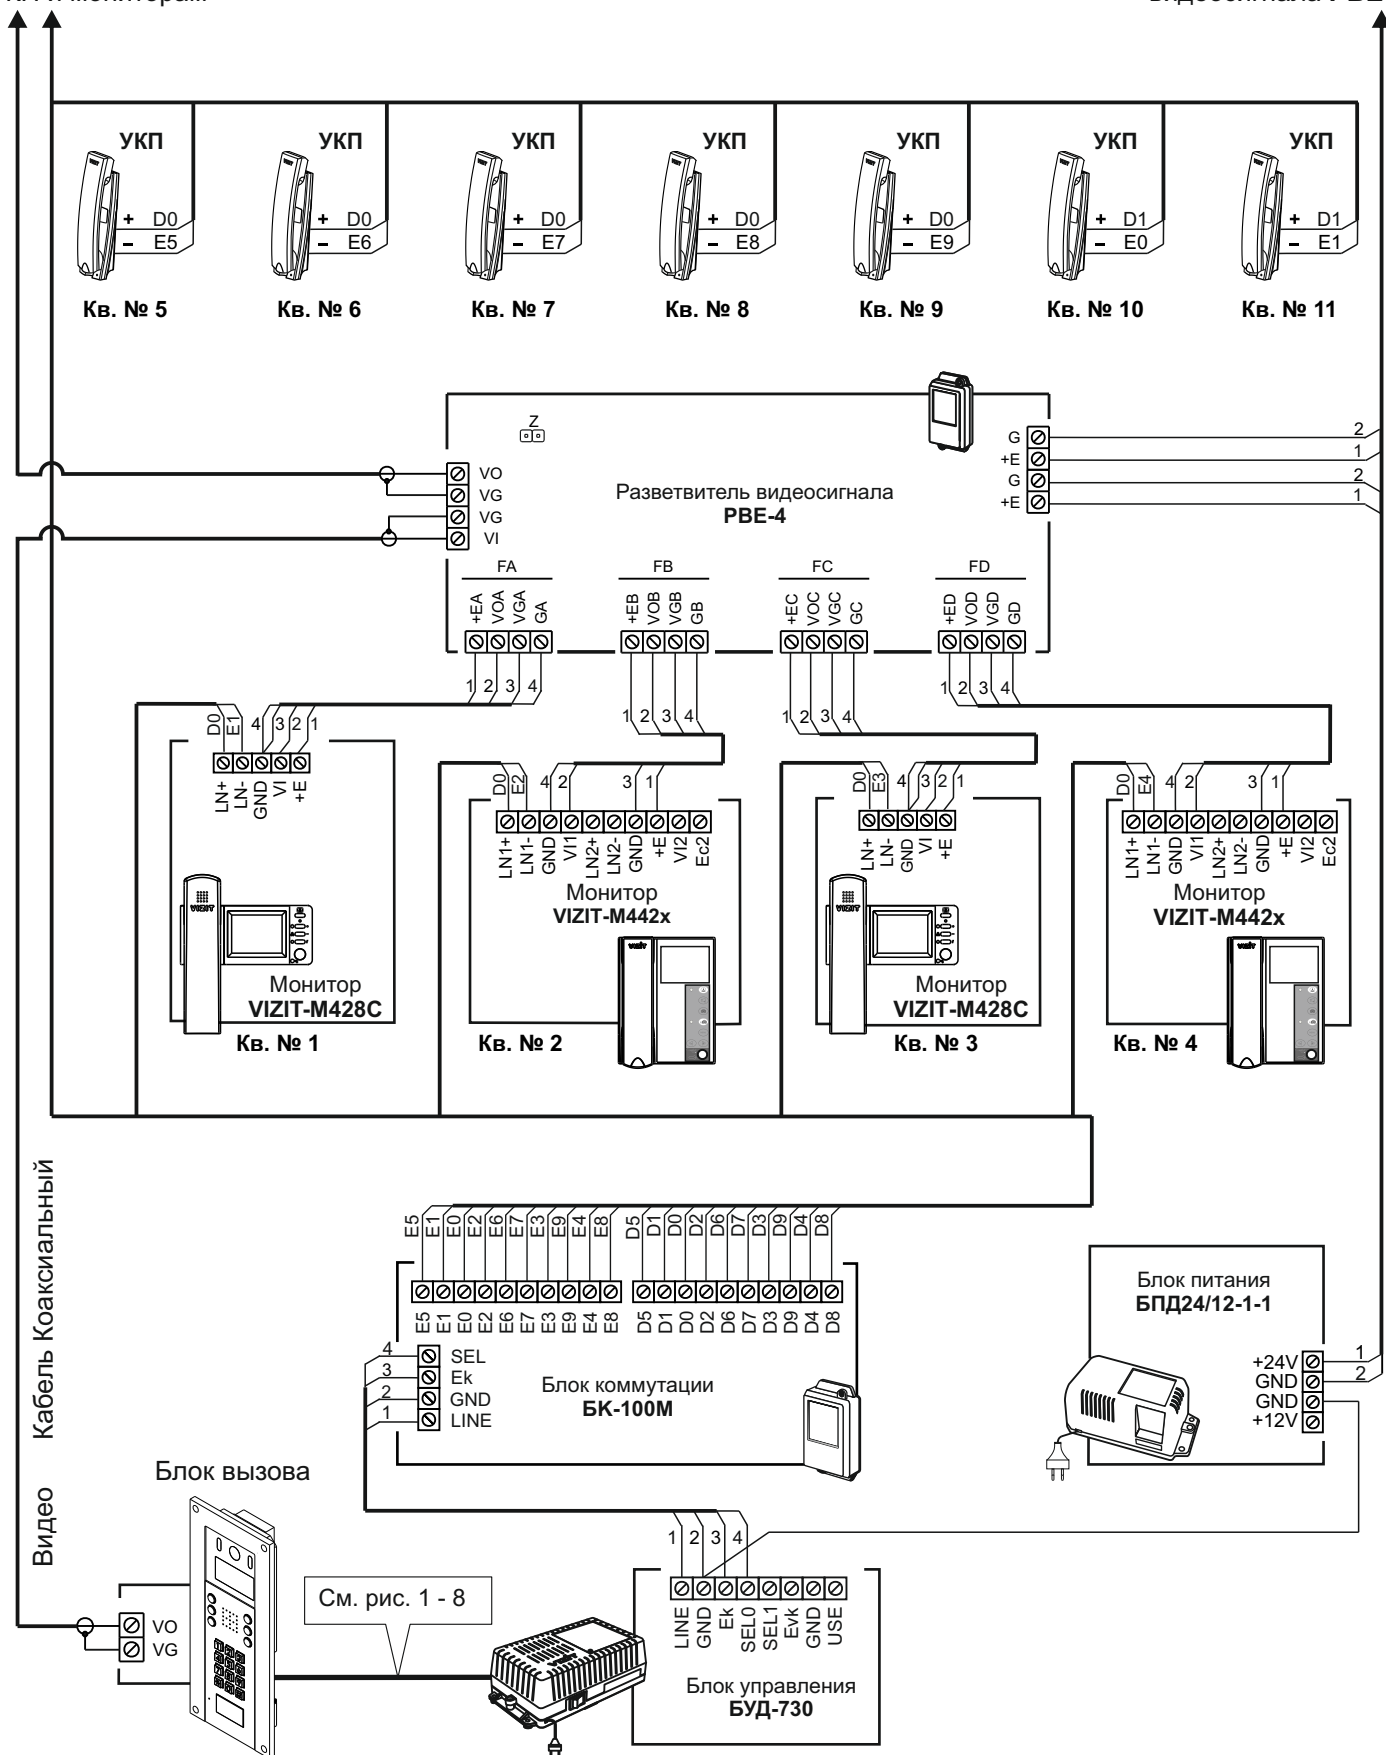 УКП УКП УКП УКП УКП УКП УКП
+ D0 + D0 + D0 + D0 + D0 + D1 + D1
– E5 – E6 – E7 – E8 – E9 – E0 – E1
Кв. № 5 Кв. № 6 Кв. № 7 Кв. № 8 Кв. № 9 Кв. № 10 Кв. № 11
Z
VO
VG
VG
VI
Разветвитель видеосигнала
РВЕ-4
G 2
+E 1
G 2
+E 1
FA FB FC FD
+EA VOA VGA GA
+EB VOB VGB GB
+EC VOC VGC GC
+ED VOD VGD GD
1 2 3 4
1 2 3 4
1 2 3 4
1 2 3 4
D0 E1 4 3 2 1
LN+ LN- GND VI +E
VIZIT
Монитор
VIZIT-M428C
Кв. № 1
D0 E2 4 2 3 1
LN1+ LN1- GND VI1 LN2+ LN2- GND +E VI2 Ec2
Монитор
VIZIT-M442x
Кв. № 2
D0 E3 4 3 2 1
LN+ LN- GND VI +E
VIZIT
Монитор
VIZIT-M428C
Кв. № 3
D0 E4 4 2 3 1
LN1+ LN1- GND VI1 LN2+ LN2- GND +E VI2 Ec2
Монитор
VIZIT-M442x
Кв. № 4
Видео Кабель Коаксиальный
E5 E1 E0 E2 E6 E7 E3 E9 E4 E8 D5 D1 D0 D2 D6 D7 D3 D9 D4 D8
E5 E1 E0 E2 E6 E7 E3 E9 E4 E8 D5 D1 D0 D2 D6 D7 D3 D9 D4 D8
4 SEL
3 Ek
2 GND
1 LINE
Блок коммутации
БК-100М
Блок питания
БПД24/12-1-1
+24V 1
GND 2
GND
+12V
Блок вызова
VO
VG
См. рис. 1 - 8
1 2 3 4
LINE GND Ek SEL0 SEL1 Evk GND USE
Блок управления
БУД-730